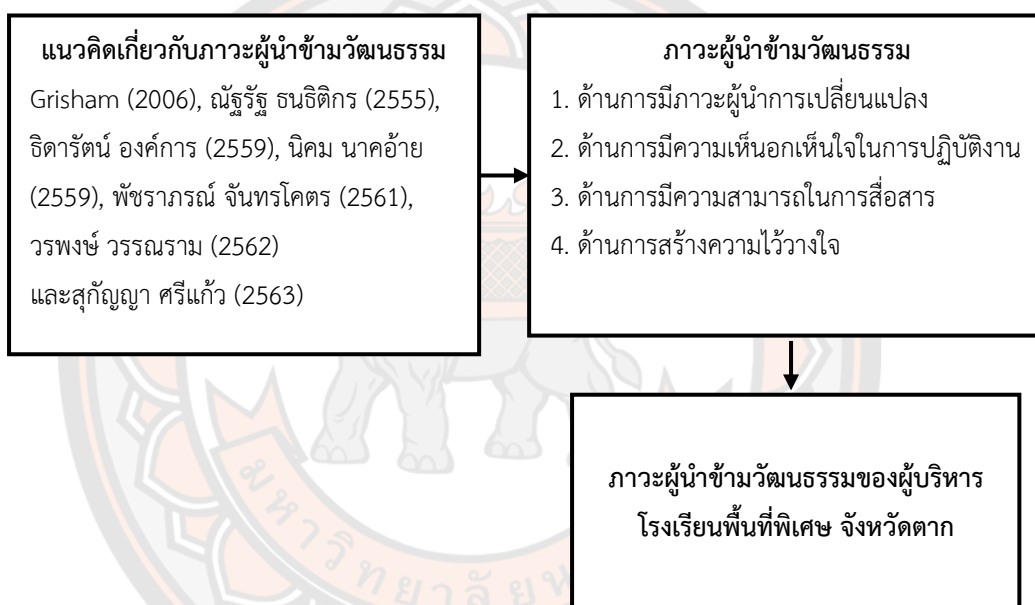 แนวคิดเกี่ยวกับภาวะผู้นำข้ามวัฒนธรรม
Grisham (2006), ณัฐรัฐ ธนธิติกร (2555),
ธิดารัตน์ องค์การ (2559), นิคม นาคอ้าย
(2559), พัชราภรณ์ จันทรโคตร (2561),
วรพงษ์ วรรณราม (2562)
และสุกัญญา ศรีแก้ว (2563)
ภาวะผู้นำข้ามวัฒนธรรม
1. ด้านการมีภาวะผู้นำการเปลี่ยนแปลง
2. ด้านการมีความเห็นอกเห็นใจในการปฏิบัติงาน
3. ด้านการมีความสามารถในการสื่อสาร
4. ด้านการสร้างความไว้วางใจ
ภาวะผู้นำข้ามวัฒนธรรมของผู้บริหาร
โรงเรียนพื้นที่พิเศษ จังหวัดตาก